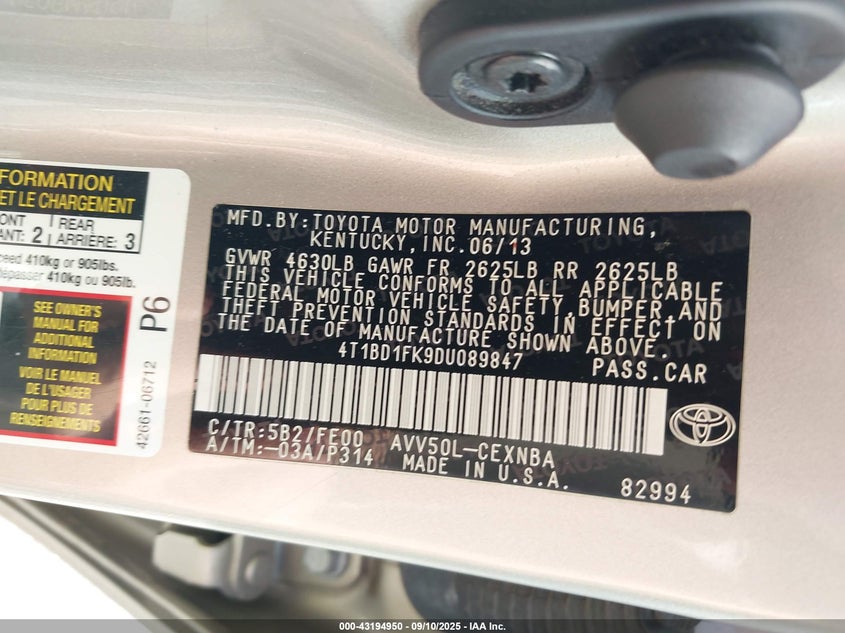 FORMATION
ET LE CHARGEMENT
ONT
ANT: 2
REAR
ARRIÈRE: 3
ceed 410kg or 905lbs.
dépasser 410kg ou 905lb.
SEE OWNER'S
MANUAL FOR
ADDITIONAL
INFORMATION
VOIR LE MANUEL
DE L'USAGER
POUR PLUS DE
RENSEIGNEMENTS
P6
42661-06712
MFD.BY:TOYOTA MOTOR MANUFACTURING,
KENTUCKY,INC.06/13
GVWR 4630LB GAWR FR 2625LB RR 2625LB
THIS VEHICLE CONFORMS TO ALL APPLICABLE
FEDERAL MOTOR VEHICLE SAFETY,BUMPER,AND
THEFT PREVENTION STANDARDS IN EFFECT ON
THE DATE OF MANUFACTURE SHOWN ABOVE.
4T1BD1FK9DU089847 PASS.CAR
C/TR:5B2/FE00 AVV50L-CEXNBA
A/TM:-03A/P314 MADE IN U.S.A.
82994
000-43194950 - 09/10/2025 - IAA Inc.